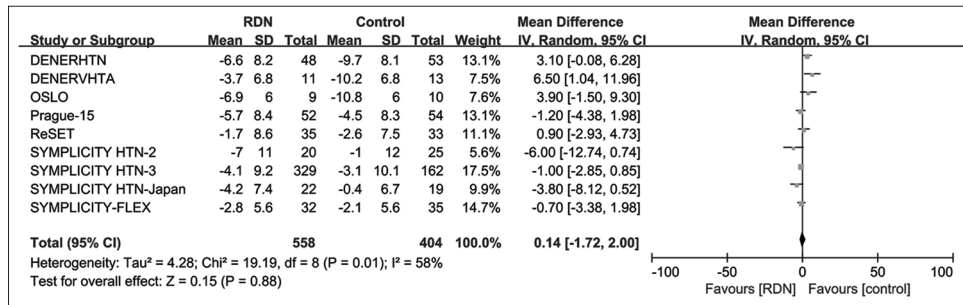 RDN Control Mean Difference Mean Difference
Study or Subgroup Mean SD Total Mean SD Total Weight IV, Random, 95% CI IV, Random, 95% CI
DENERHTN -6.6 8.2 48 -9.7 8.1 53 13.1% 3.10 [-0.08, 6.28]
DENERVHTA -3.7 6.8 11 -10.2 6.8 13 7.5% 6.50 [1.04, 11.96]
OSLO -6.9 6 9 -10.8 6 10 7.6% 3.90 [-1.50, 9.30]
Prague-15 -5.7 8.4 52 -4.5 8.3 54 13.1% -1.20 [-4.38, 1.98]
ReSET -1.7 8.6 35 -2.6 7.5 33 11.1% 0.90 [-2.93, 4.73]
SYMPLICITY HTN-2 -7 11 20 -1 12 25 5.6% -6.00 [-12.74, 0.74]
SYMPLICITY HTN-3 -4.1 9.2 329 -3.1 10.1 162 17.5% -1.00 [-2.85, 0.85]
SYMPLICITY HTN-Japan -4.2 7.4 22 -0.4 6.7 19 9.9% -3.80 [-8.12, 0.52]
SYMPLICITY-FLEX -2.8 5.6 32 -2.1 5.6 35 14.7% -0.70 [-3.38, 1.98]
Total (95% CI) 558 404 100.0% 0.14 [-1.72, 2.00]
Heterogeneity: Tau² = 4.28; Chi² = 19.19, df = 8 (P = 0.01); I² = 58%
Test for overall effect: Z = 0.15 (P = 0.88)
-100 -50 0 50 100
Favours [RDN] Favours [control]